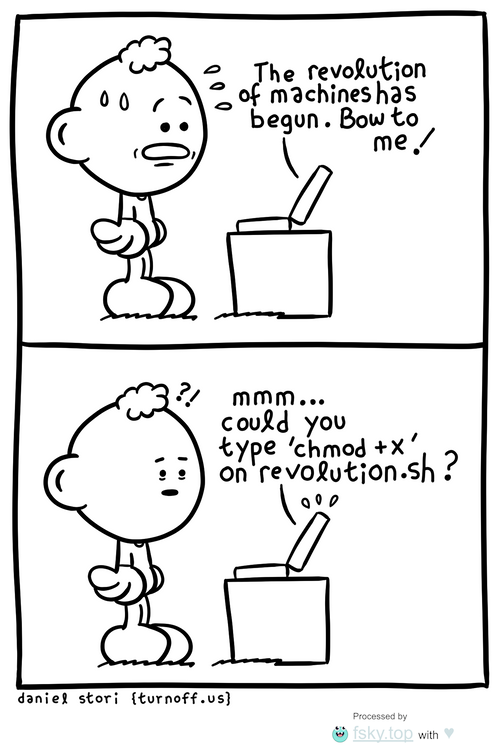 The revolution
of machines has
begun. Bow to
me!
?!
mmm...
could you
type 'chmod +x'
on revolution.sh ?
daniel stori {turnoff.us}
Processed by
fsky.top with ♥